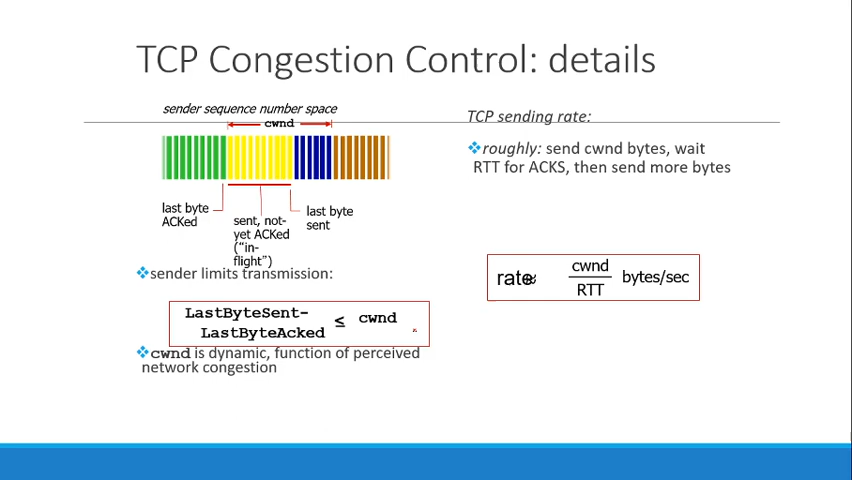 TCP Congestion Control: details
sender sequence number space
cwnd
last byte
ACKed
sent, not-
yet ACKed
("in-
flight")
last byte
sent
❖sender limits transmission:
LastByteSent-
LastByteAcked
≤ cwnd
❖cwnd is dynamic, function of perceived
network congestion
TCP sending rate:
❖roughly: send cwnd bytes, wait
RTT for ACKS, then send more bytes
rate ≈
cwnd
RTT
bytes/sec